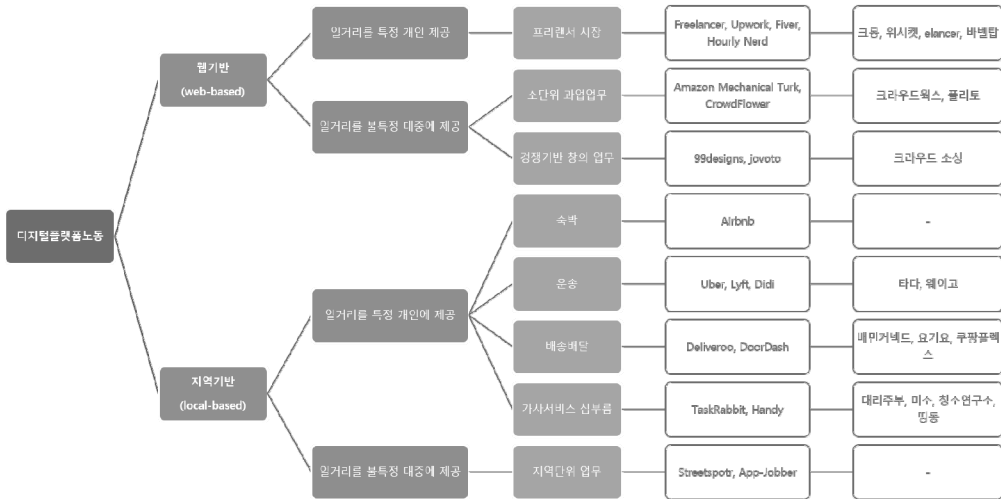 디지털플랫폼노동
웹기반
(web-based)
일거리를 특정 개인 제공
프리랜서 시장
Freelancer, Upwork, Fiver,
Hourly Nerd
크몽, 위시켓, elancer, 바벨탑
일거리를 불특정 대중에 제공
소단위 과업업무
Amazon Mechanical Turk,
CrowdFlower
크라우드웍스, 플리토
경쟁기반 창의 업무
99designs, jovoto
크라우드 소싱
지역기반
(local-based)
일거리를 특정 개인에 제공
숙박
Airbnb
-
운송
Uber, Lyft, Didi
타다, 웨이고
배송배달
Deliveroo, DoorDash
배민커넥드, 요기요, 쿠팡플렉
스
가사서비스 심부름
TaskRabbit, Handy
대리주부, 미소, 청소연구소,
띵동
일거리를 불특정 대중에 제공
지역단위 업무
Streetspotr, App-Jobber
-